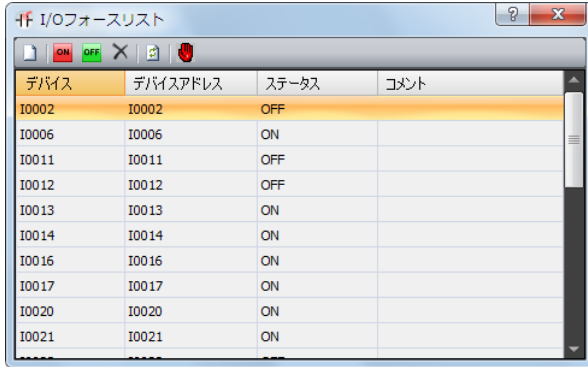 I/Oフォースリスト
ON OFF
デバイス デバイスアドレス ステータス コメント
I0002 I0002 OFF
I0006 I0006 ON
I0011 I0011 OFF
I0012 I0012 OFF
I0013 I0013 ON
I0014 I0014 ON
I0016 I0016 ON
I0017 I0017 ON
I0020 I0020 ON
I0021 I0021 ON